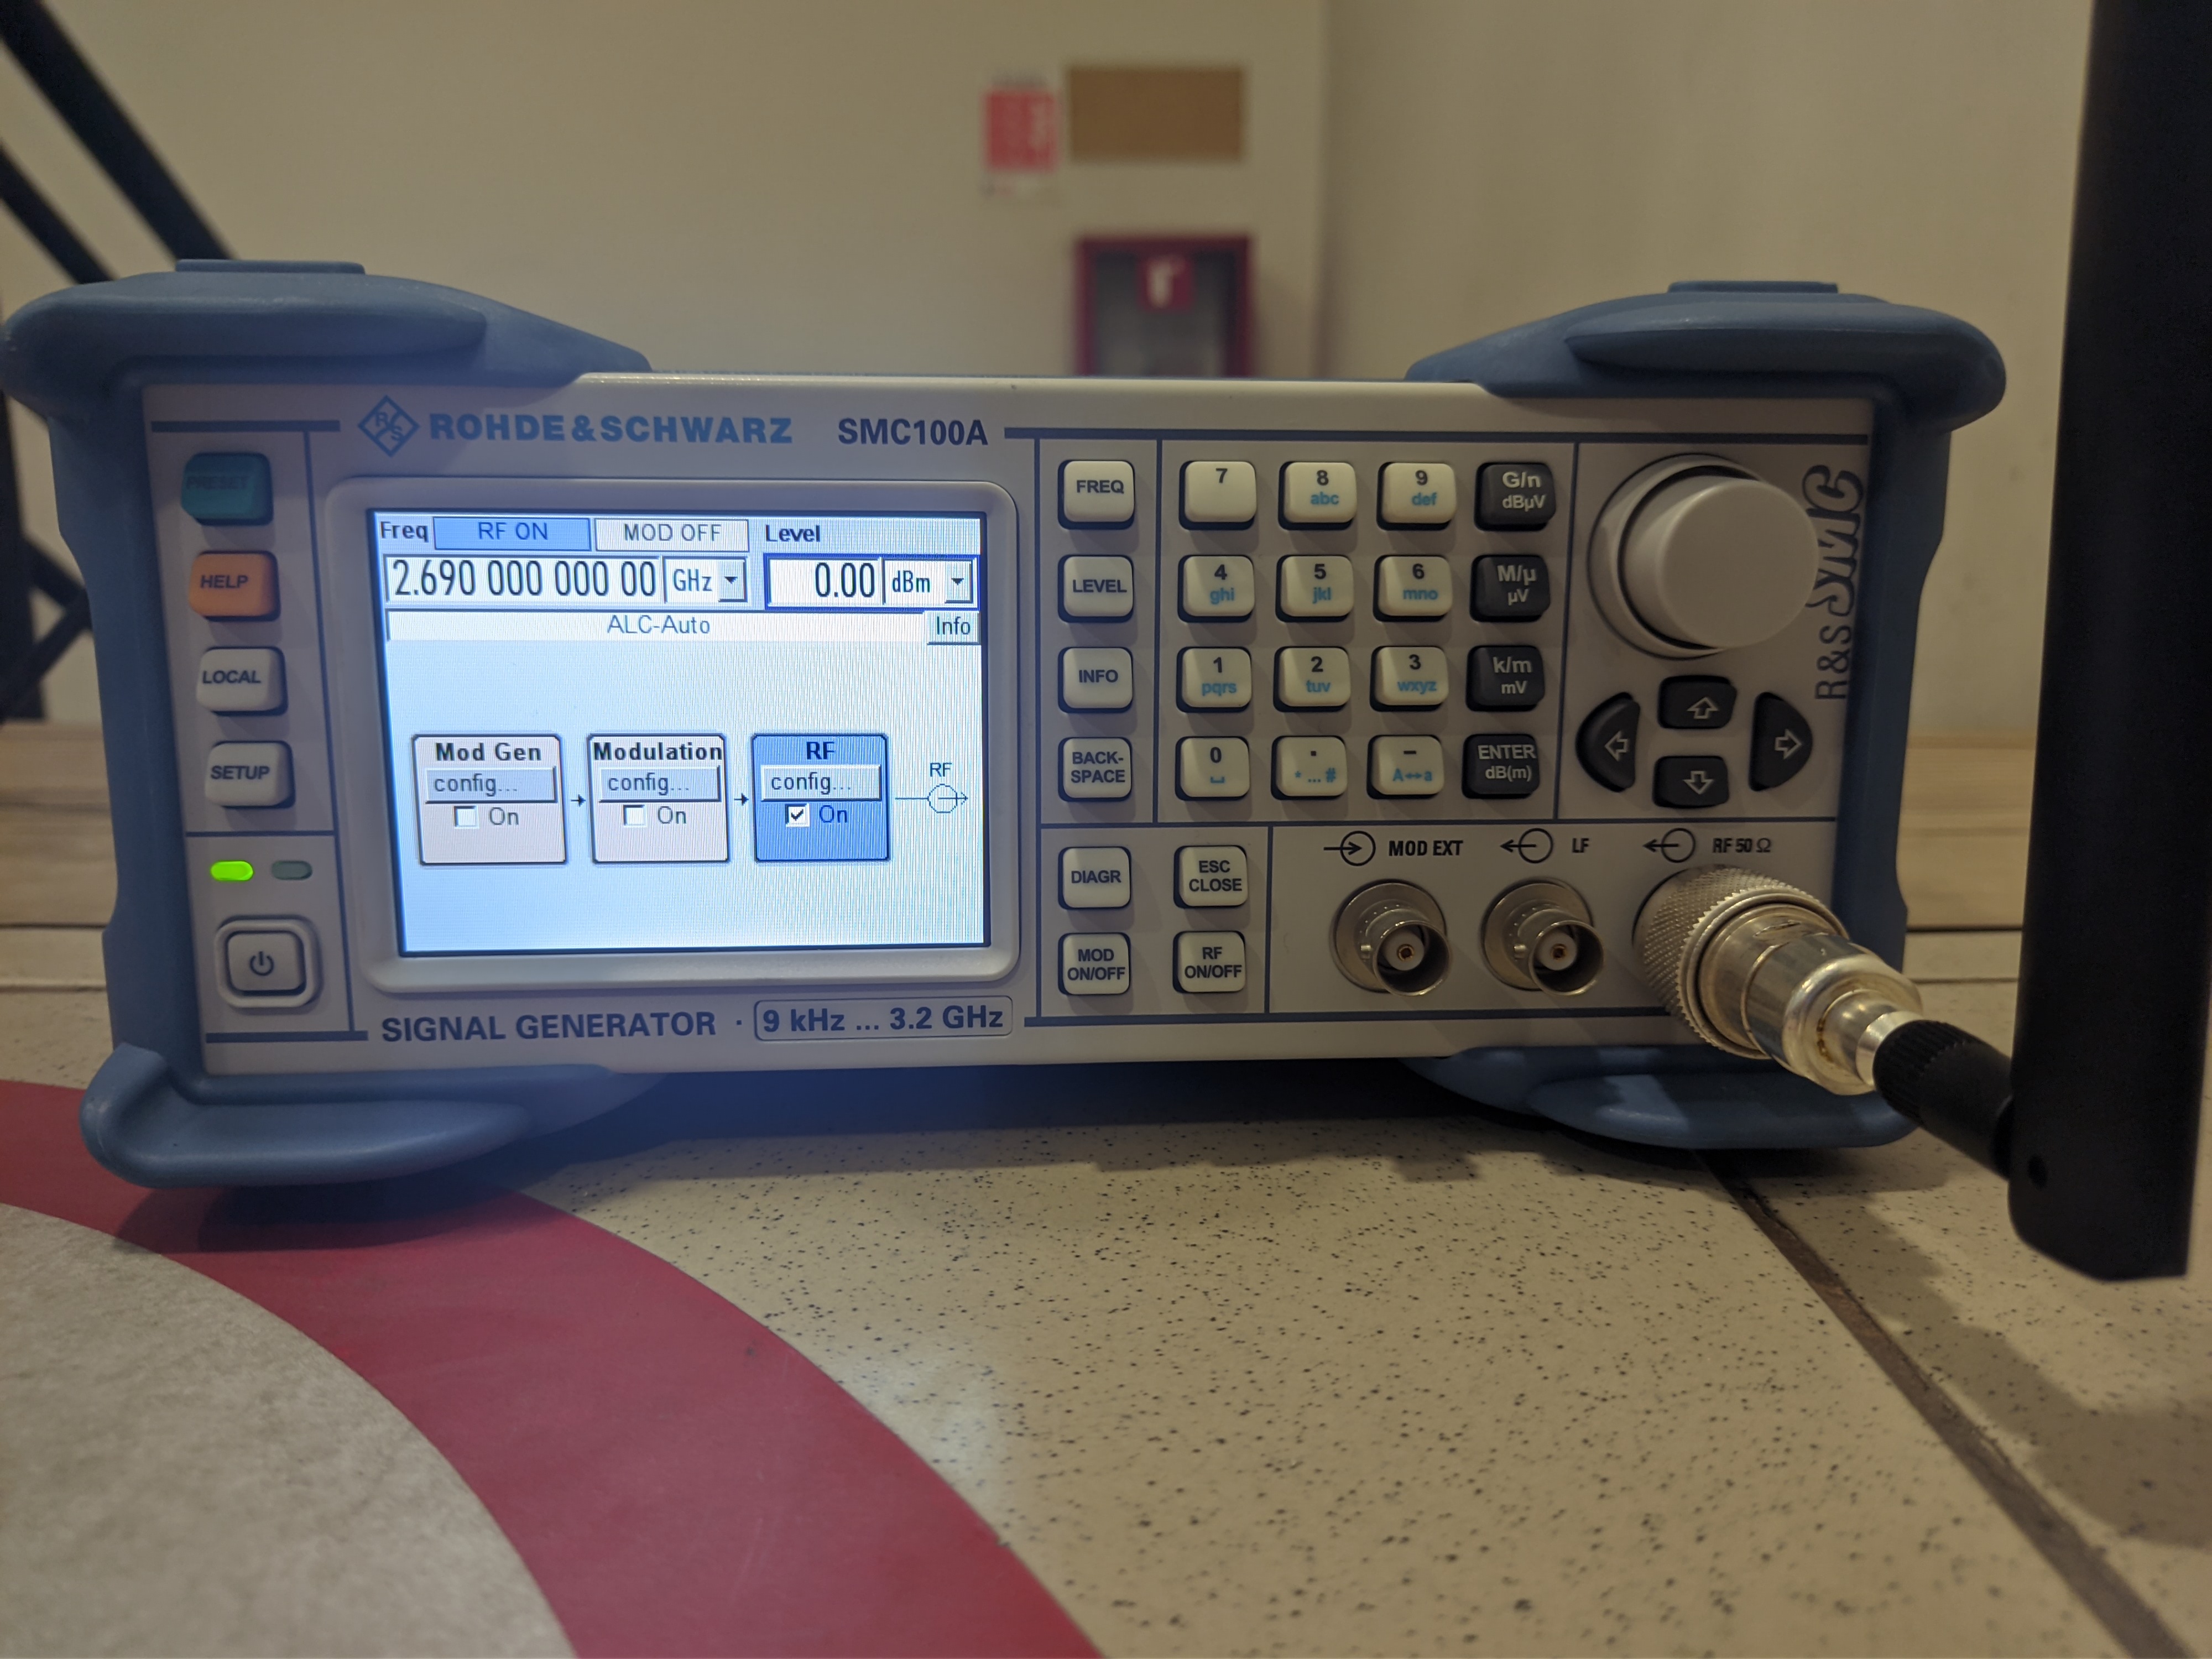 R&S ROHDE&SCHWARZ SMC100A
PRESET
HELP
LOCAL
SETUP
Freq RF ON MOD OFF Level
2.690 000 000 00 GHz 0.00 dBm
ALC-Auto Info
Mod Gen
config...
On
Modulation
config...
On
RF
config...
On
RF
SIGNAL GENERATOR · 9 kHz ... 3.2 GHz
FREQ
LEVEL
INFO
BACK-
SPACE
7
8
abc
9
def
G/n
dBμV
4
ghi
5
jkl
6
mno
M/μ
μV
1
pqrs
2
tuv
3
wxyz
k/m
mV
0
.
* ... #
–
A↔a
ENTER
dB(m)
DIAGR
ESC
CLOSE
MOD
ON/OFF
RF
ON/OFF
MOD EXT
LF
RF 50 Ω
R&S SMC